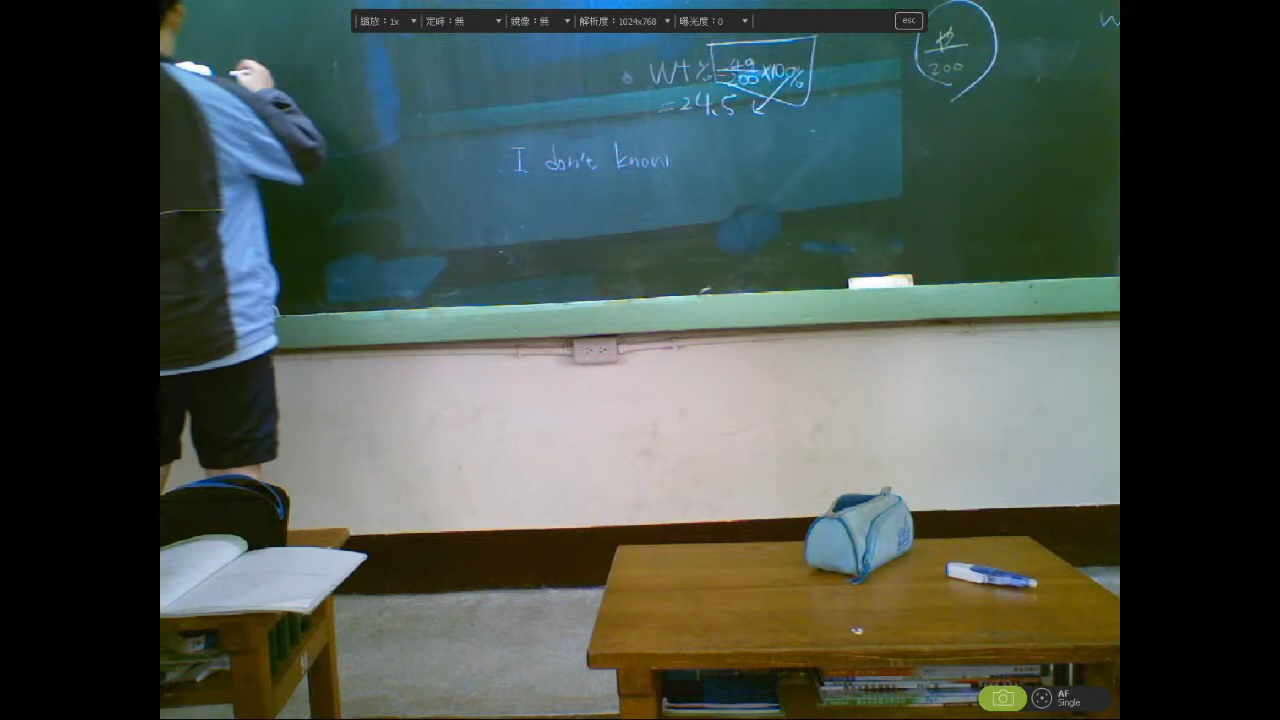 縮放：1x 定時：無 鏡像：無 解析度：1024x768 曝光度：0 esc
Wt % 49/200 x100%
=24.5
200
I don't know
AF
Single